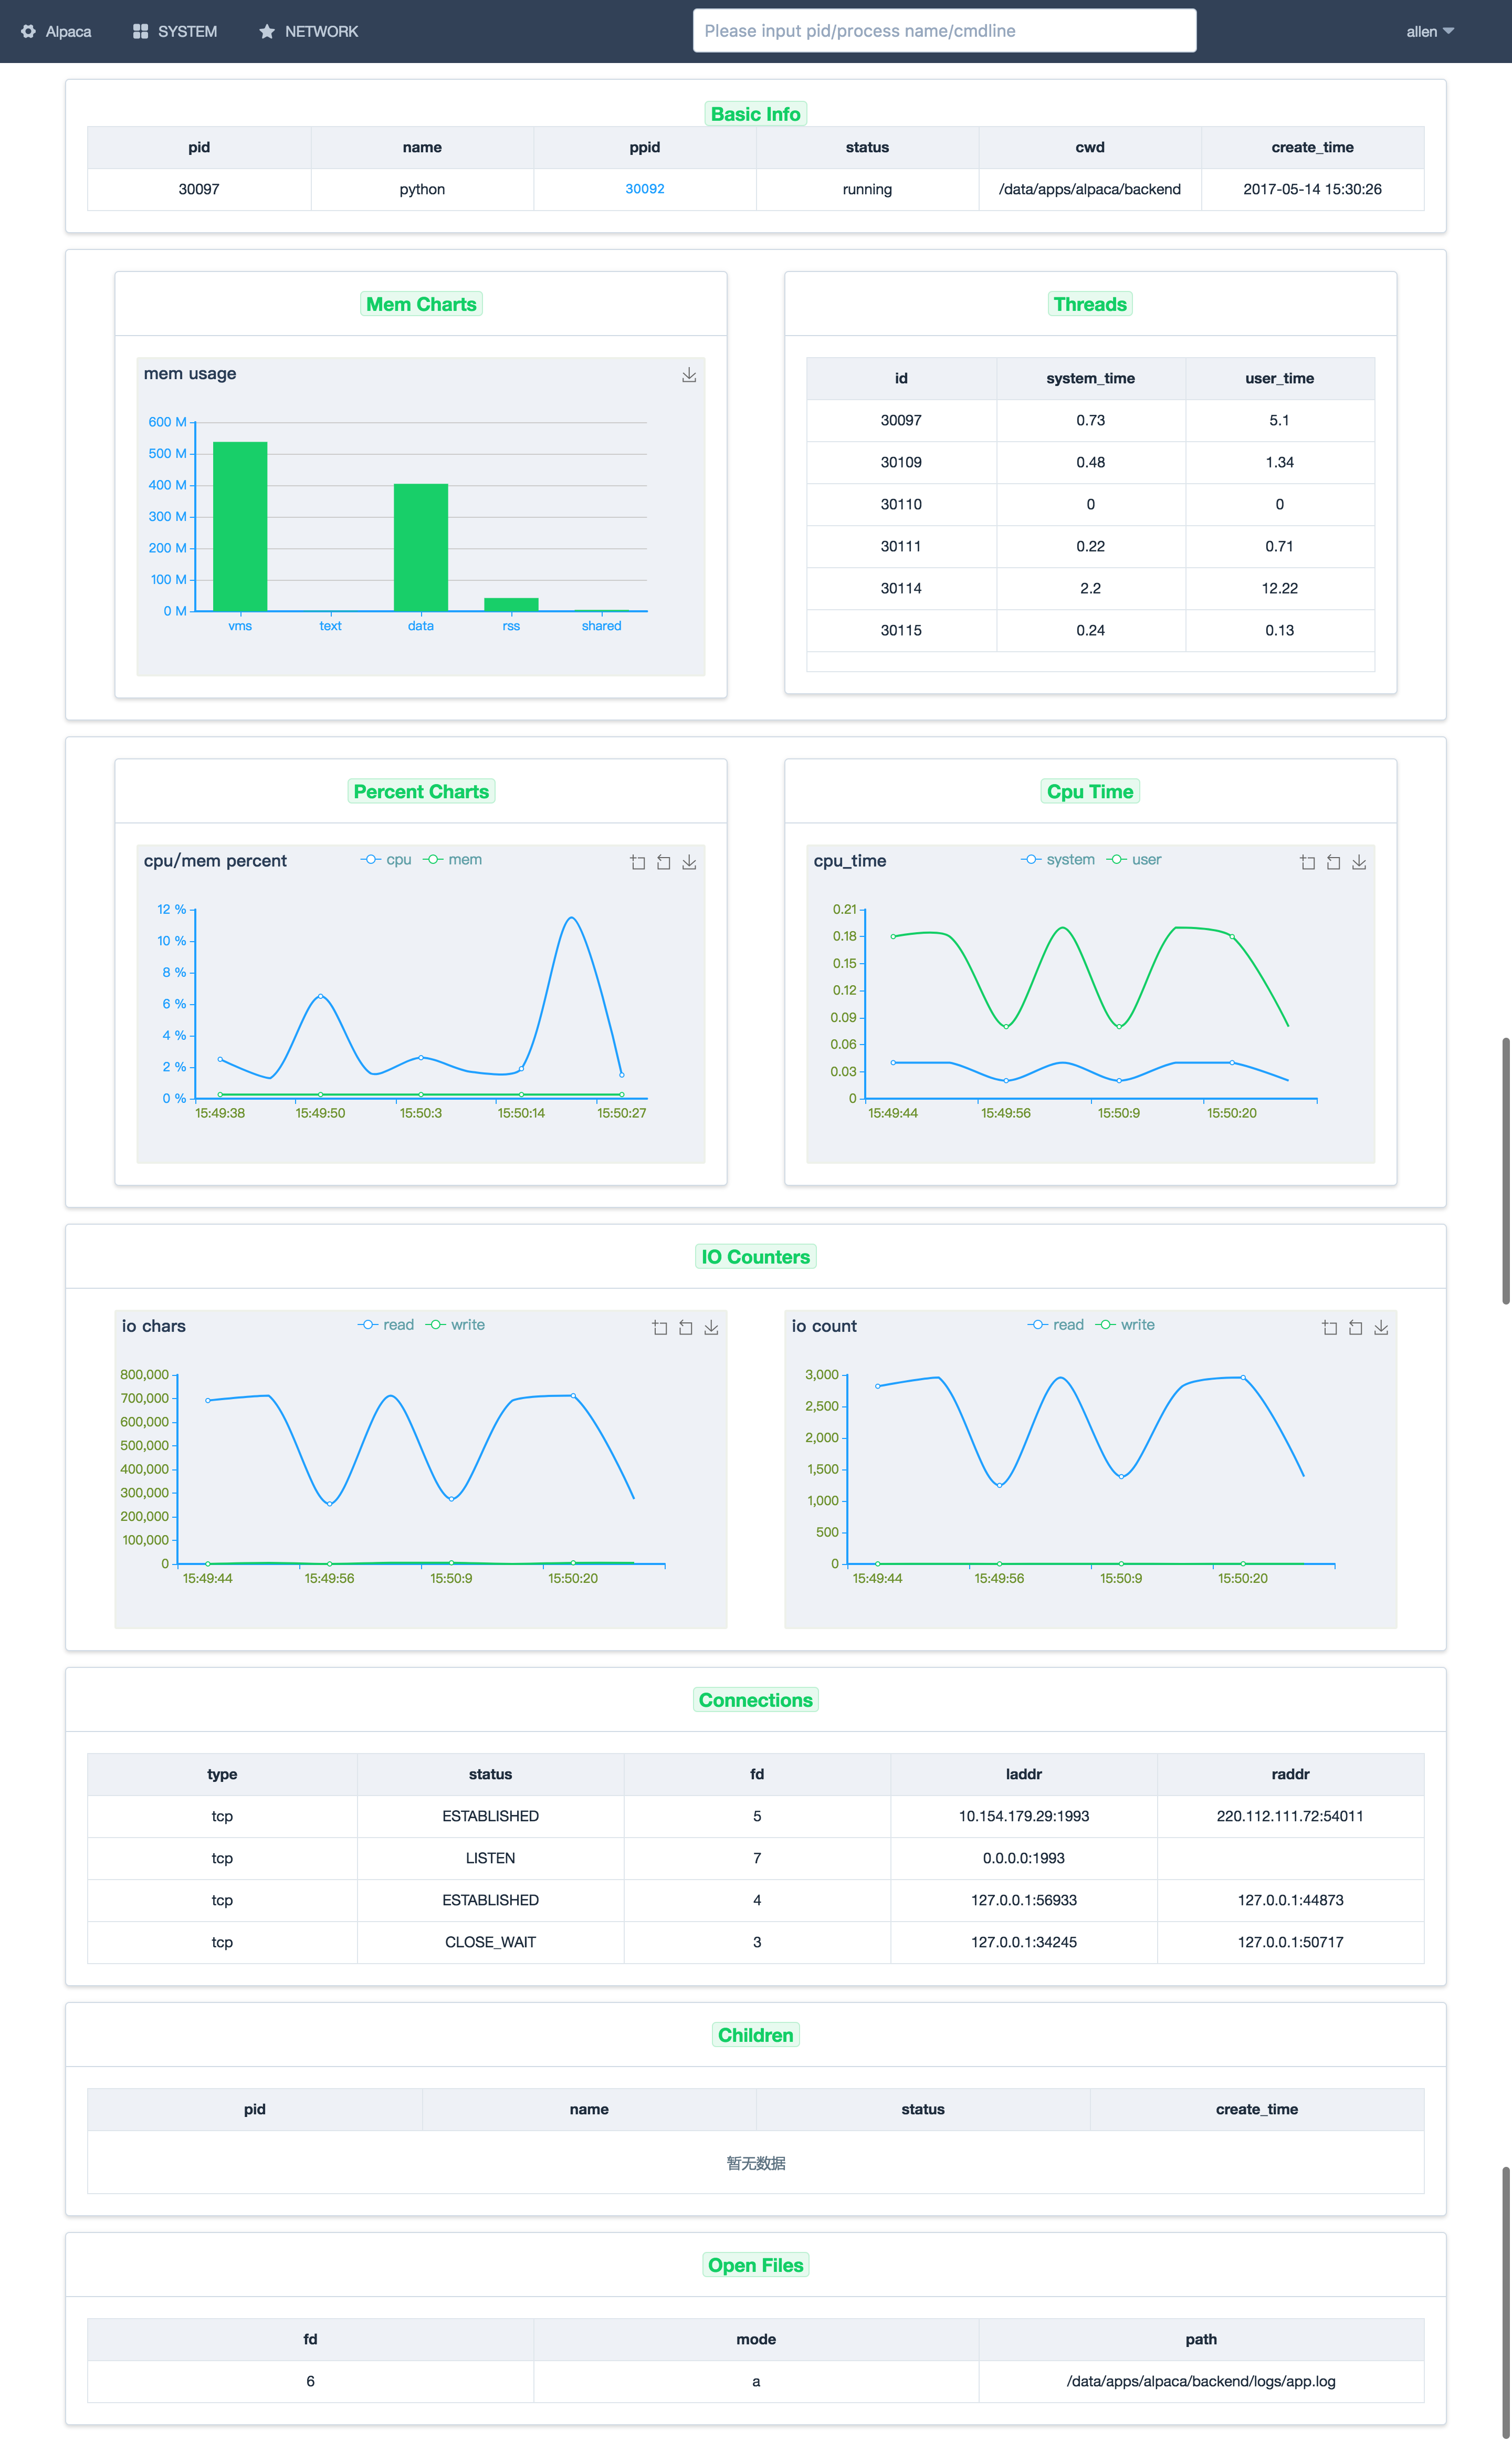 Alpaca SYSTEM NETWORK Please input pid/process name/cmdline allen
Basic Info
pid name ppid status cwd create_time
30097 python 30092 running /data/apps/alpaca/backend 2017-05-14 15:30:26
Mem Charts
mem usage
600 M
500 M
400 M
300 M
200 M
100 M
0 M
vms text data rss shared
Threads
id system_time user_time
30097 0.73 5.1
30109 0.48 1.34
30110 0 0
30111 0.22 0.71
30114 2.2 12.22
30115 0.24 0.13
Percent Charts
cpu/mem percent cpu mem
12 %
10 %
8 %
6 %
4 %
2 %
0 %
15:49:38 15:49:50 15:50:3 15:50:14 15:50:27
Cpu Time
cpu_time system user
0.21
0.18
0.15
0.12
0.09
0.06
0.03
0
15:49:44 15:49:56 15:50:9 15:50:20
IO Counters
io chars read write
800,000
700,000
600,000
500,000
400,000
300,000
200,000
100,000
0
15:49:44 15:49:56 15:50:9 15:50:20
io count read write
3,000
2,500
2,000
1,500
1,000
500
0
15:49:44 15:49:56 15:50:9 15:50:20
Connections
type status fd laddr raddr
tcp ESTABLISHED 5 10.154.179.29:1993 220.112.111.72:54011
tcp LISTEN 7 0.0.0.0:1993
tcp ESTABLISHED 4 127.0.0.1:56933 127.0.0.1:44873
tcp CLOSE_WAIT 3 127.0.0.1:34245 127.0.0.1:50717
Children
pid name status create_time
暂无数据
Open Files
fd mode path
6 a /data/apps/alpaca/backend/logs/app.log